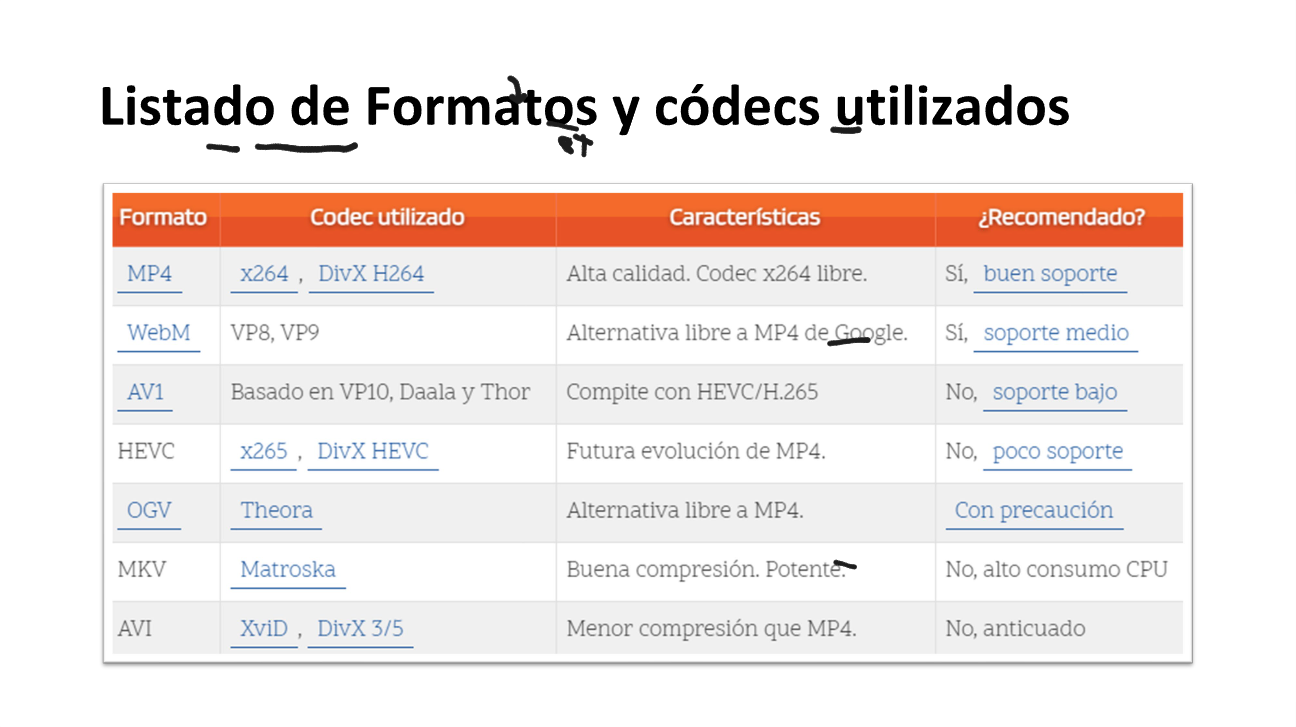 Listado de Formatos y códecs utilizados
Formato Codec utilizado Características ¿Recomendado?
MP4 x264 , DivX H264 Alta calidad. Codec x264 libre. Sí, buen soporte
WebM VP8, VP9 Alternativa libre a MP4 de Google. Sí, soporte medio
AV1 Basado en VP10, Daala y Thor Compite con HEVC/H.265 No, soporte bajo
HEVC x265 , DivX HEVC Futura evolución de MP4. No, poco soporte
OGV Theora Alternativa libre a MP4. Con precaución
MKV Matroska Buena compresión. Potente. No, alto consumo CPU
AVI XviD , DivX 3/5 Menor compresión que MP4. No, anticuado